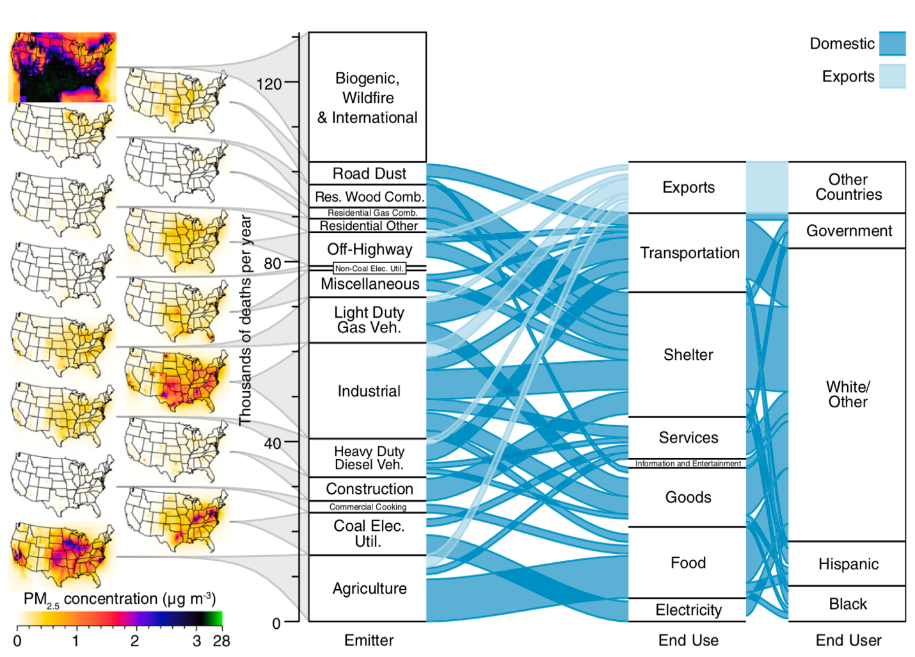 Domestic
Exports
Biogenic,
Wildfire
& International
Road Dust
Res. Wood Comb.
Residential Gas Comb.
Residential Other
Off-Highway
Non-Coal Elec. Util.
Miscellaneous
Light Duty
Gas Veh.
Industrial
Heavy Duty
Diesel Veh.
Construction
Commercial Cooking
Coal Elec.
Util.
Agriculture
120
80
40
0
Thousands of deaths per year
Exports
Transportation
Shelter
Services
Information and Entertainment
Goods
Food
Electricity
Other
Countries
Government
White/
Other
Hispanic
Black
PM2.5 concentration (µg m-3)
0 1 2 3 28
Emitter
End Use
End User